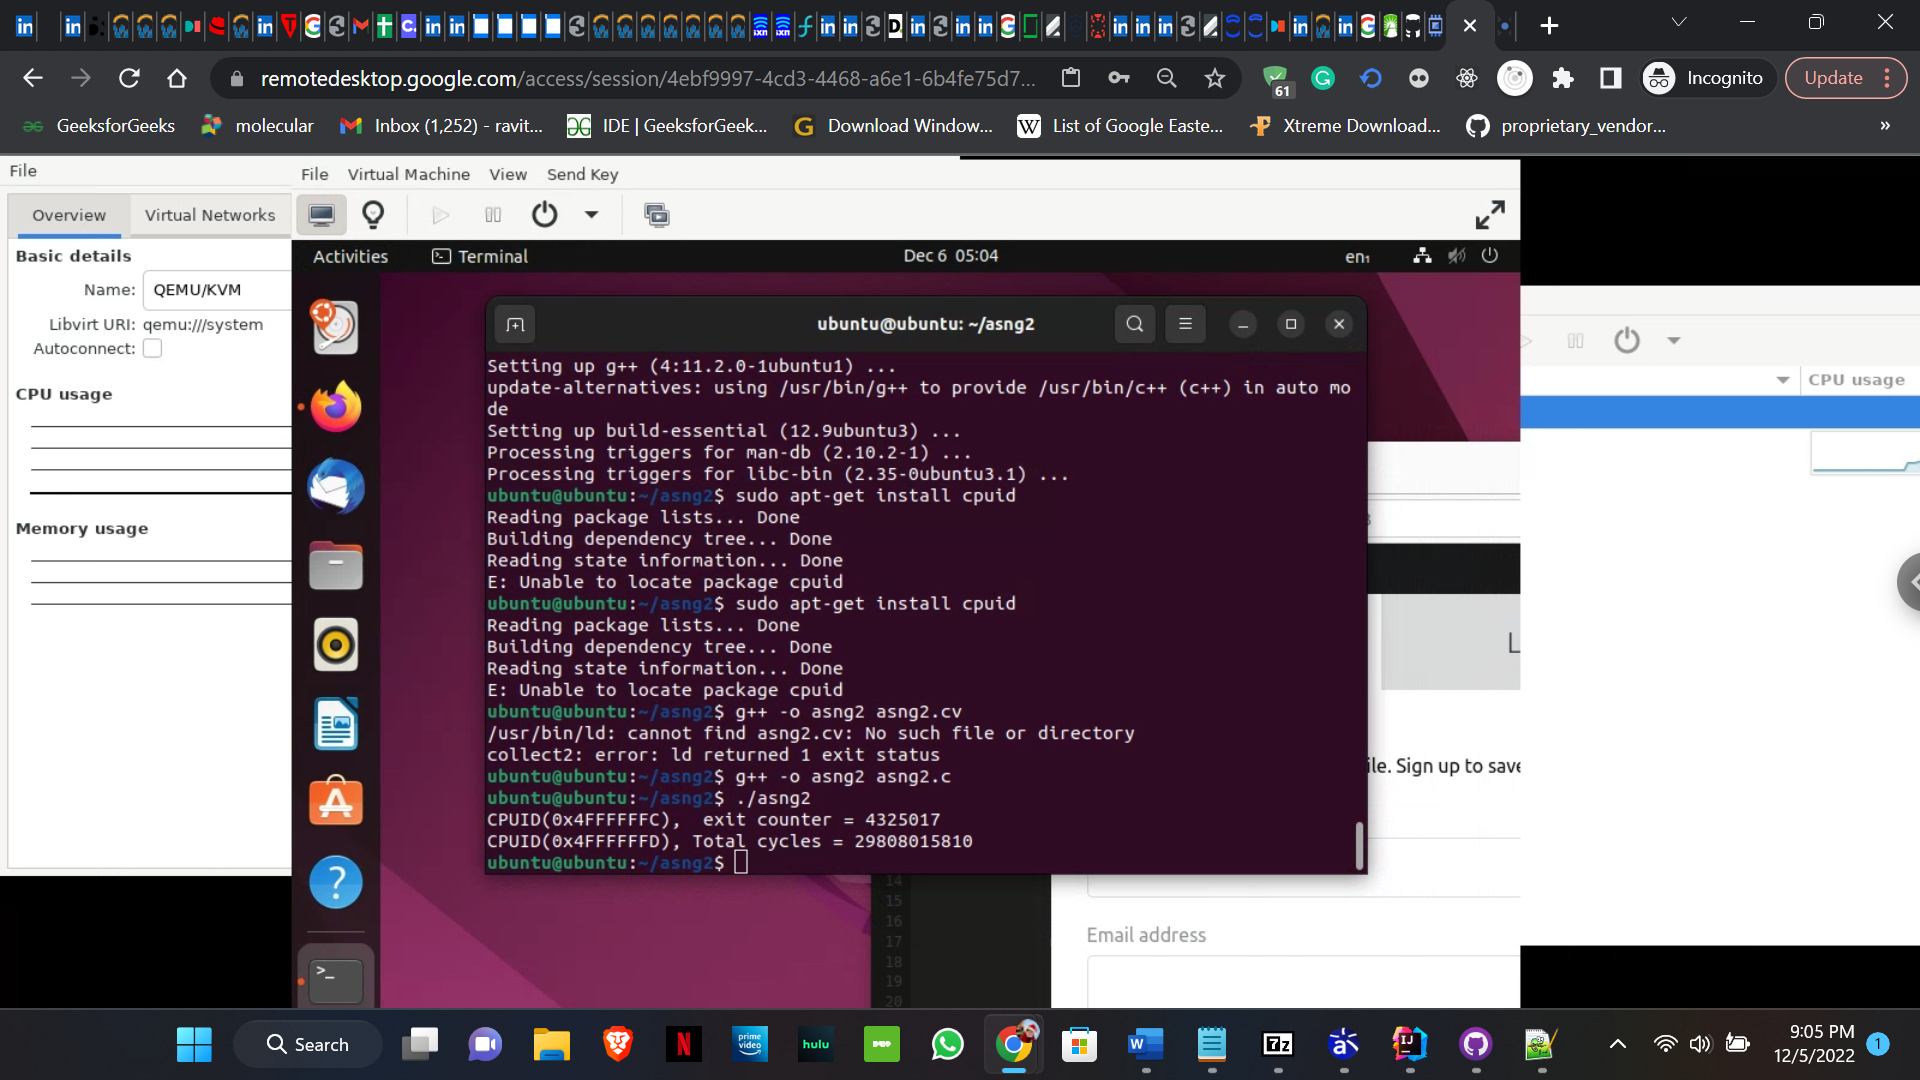 remotedesktop.google.com/access/session/4ebf9997-4cd3-4468-a6e1-6b4fe75d7...
61
Incognito
Update
GeeksforGeeks
molecular
Inbox (1,252) - ravit...
IDE | GeeksforGeek...
Download Window...
List of Google Easte...
Xtreme Download...
proprietary_vendor...
»
File
Overview
Virtual Networks
Basic details
Name: QEMU/KVM
Libvirt URI: qemu:///system
Autoconnect:
CPU usage
Memory usage
File Virtual Machine View Send Key
Activities
Terminal
Dec 6 05:04
en1
ubuntu@ubuntu: ~/asng2
Setting up g++ (4:11.2.0-1ubuntu1) ...
update-alternatives: using /usr/bin/g++ to provide /usr/bin/c++ (c++) in auto mo
de
Setting up build-essential (12.9ubuntu3) ...
Processing triggers for man-db (2.10.2-1) ...
Processing triggers for libc-bin (2.35-0ubuntu3.1) ...
ubuntu@ubuntu:~/asng2$ sudo apt-get install cpuid
Reading package lists... Done
Building dependency tree... Done
Reading state information... Done
E: Unable to locate package cpuid
ubuntu@ubuntu:~/asng2$ sudo apt-get install cpuid
Reading package lists... Done
Building dependency tree... Done
Reading state information... Done
E: Unable to locate package cpuid
ubuntu@ubuntu:~/asng2$ g++ -o asng2 asng2.cv
/usr/bin/ld: cannot find asng2.cv: No such file or directory
collect2: error: ld returned 1 exit status
ubuntu@ubuntu:~/asng2$ g++ -o asng2 asng2.c
ubuntu@ubuntu:~/asng2$ ./asng2
CPUID(0x4FFFFFFC),  exit counter = 4325017
CPUID(0x4FFFFFFD), Total cycles = 29808015810
ubuntu@ubuntu:~/asng2$
CPU usage
L
ile. Sign up to save
14
15
16
17
18
19
20
Email address
Search
prime video
hulu
7z
W
IJ
9:05 PM
12/5/2022
1